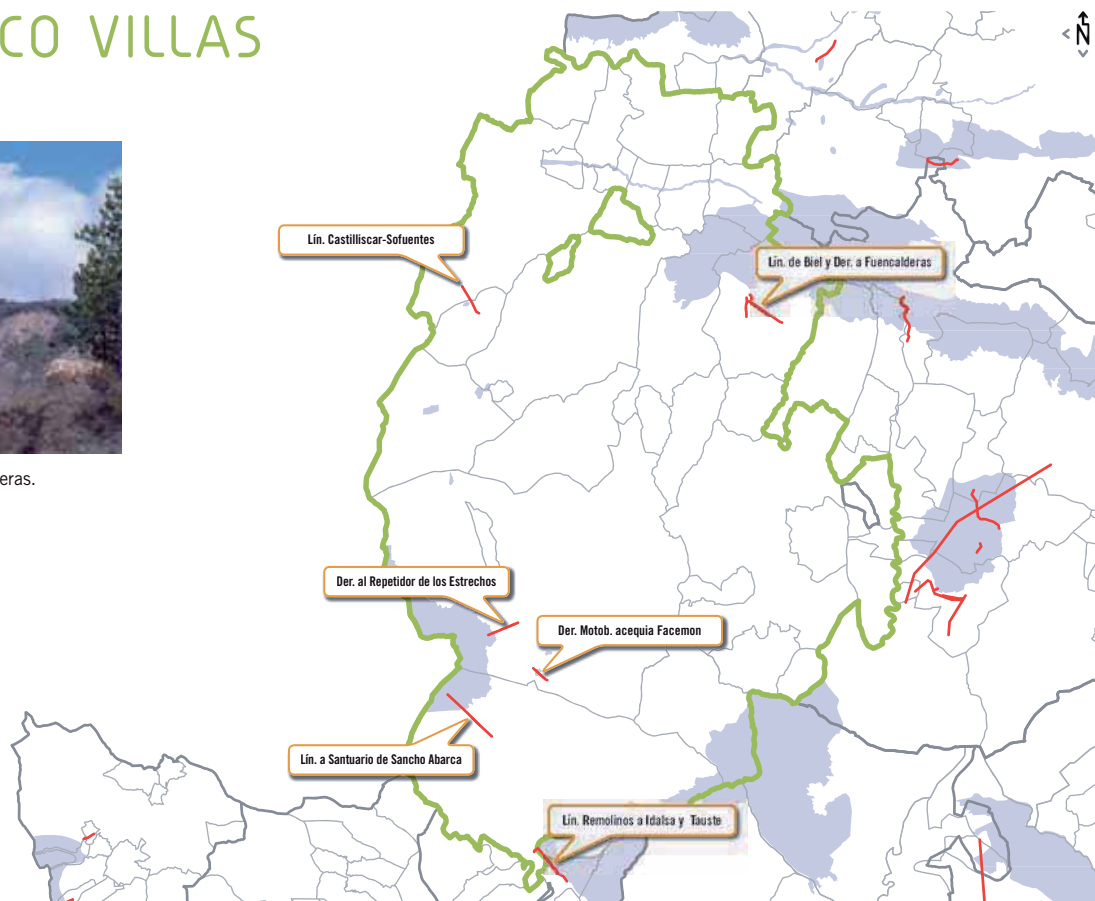 CO VILLAS
N
Lín. Castilliscar-Sofuentes
Lín. de Biel y Der. a Fuencalderas
eras.
Der. al Repetidor de los Estrechos
Der. Motob. acequia Facemon
Lín. a Santuario de Sancho Abarca
Lín. Remolinos a Idalsa y Tauste